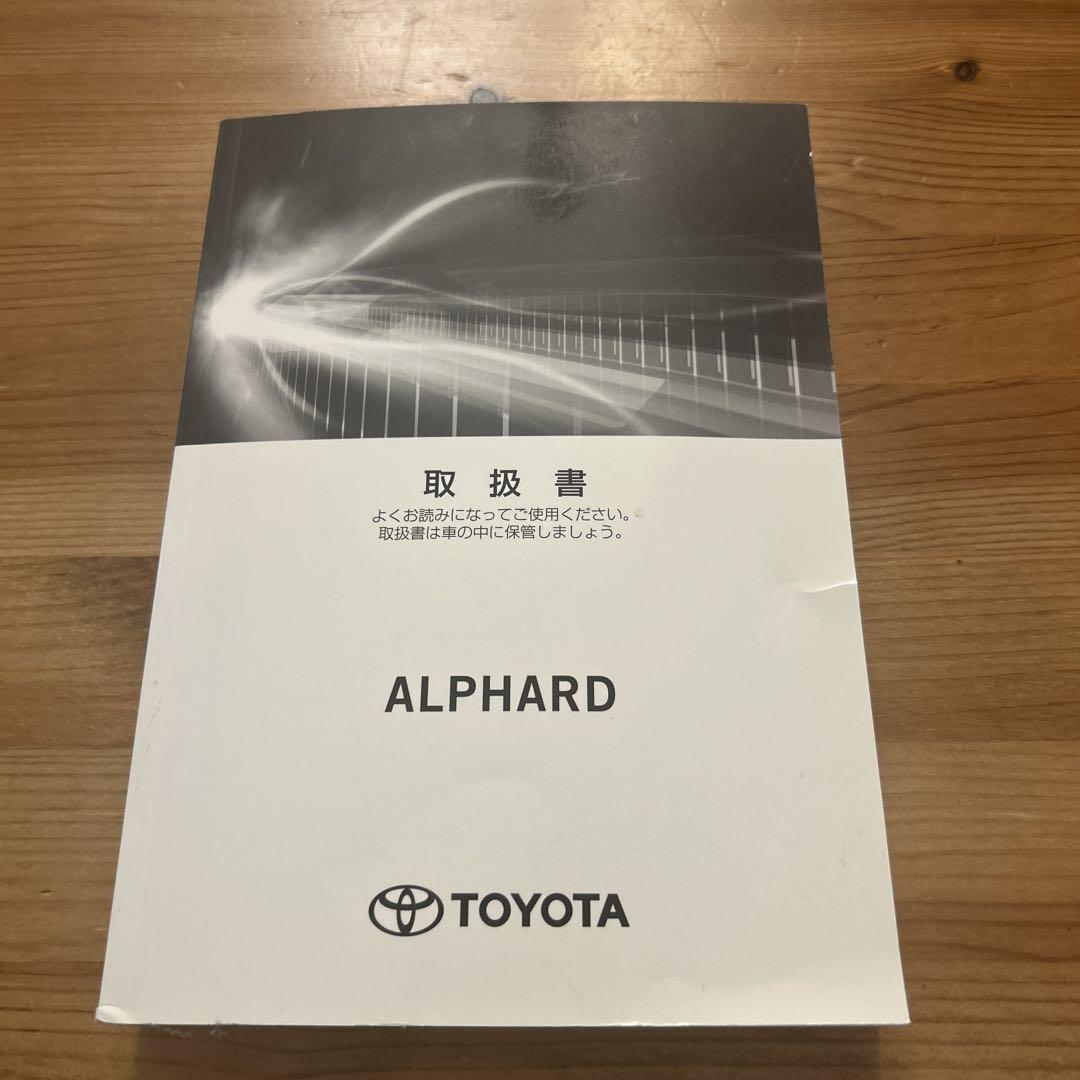 取扱書
よくお読みになってご使用ください。
取扱書は車の中に保管しましょう。
ALPHARD
TOYOTA